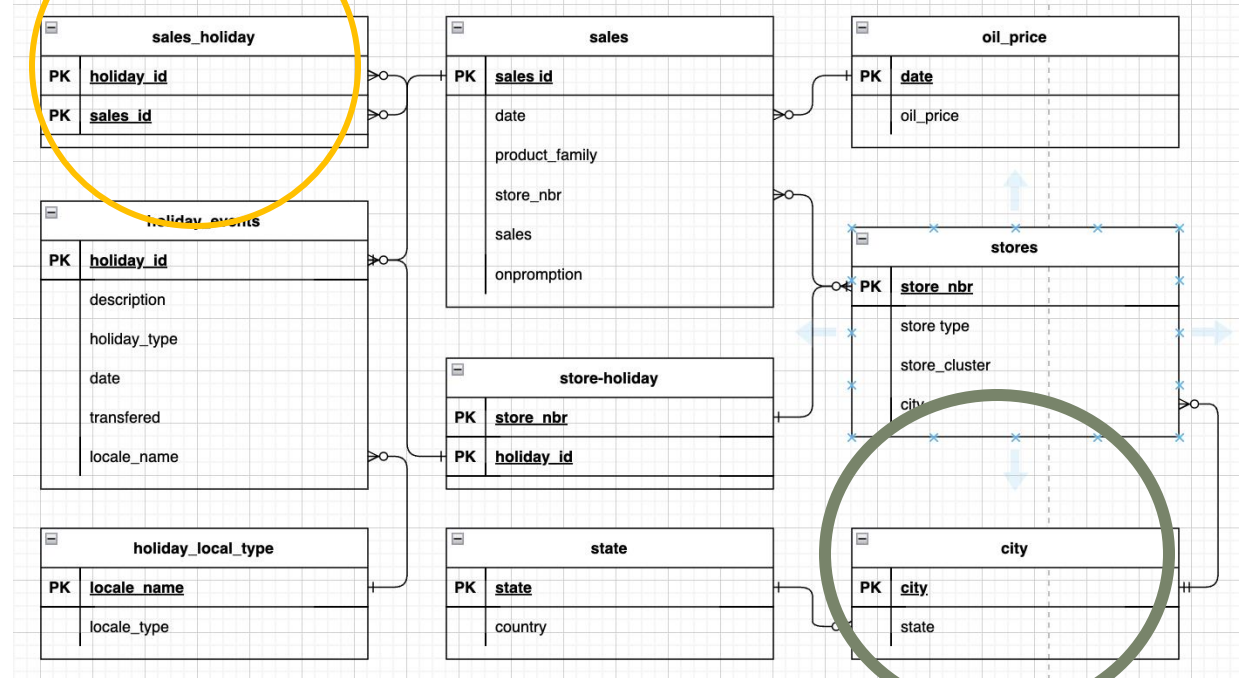 sales_holiday
PK holiday_id
PK sales_id
holiday_events
PK holiday_id
description
holiday_type
date
transfered
locale_name
holiday_local_type
PK locale_name
locale_type
sales
PK sales id
date
product_family
store_nbr
sales
onpromption
store-holiday
PK store_nbr
PK holiday_id
state
PK state
country
oil_price
PK date
oil_price
stores
PK store_nbr
store type
store_cluster
city
city
PK city
state